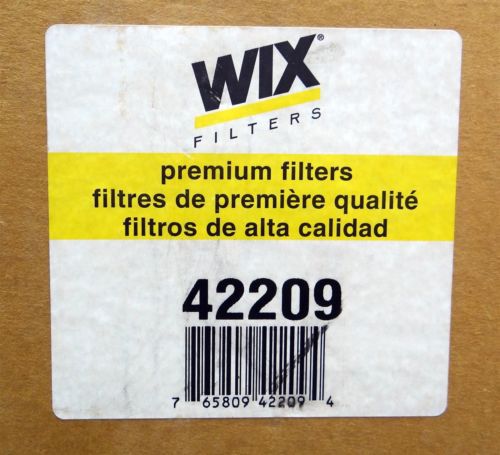 WIX®
FILTERS
premium filters
filtres de première qualité
filtros de alta calidad
42209
7 65809 42209 4